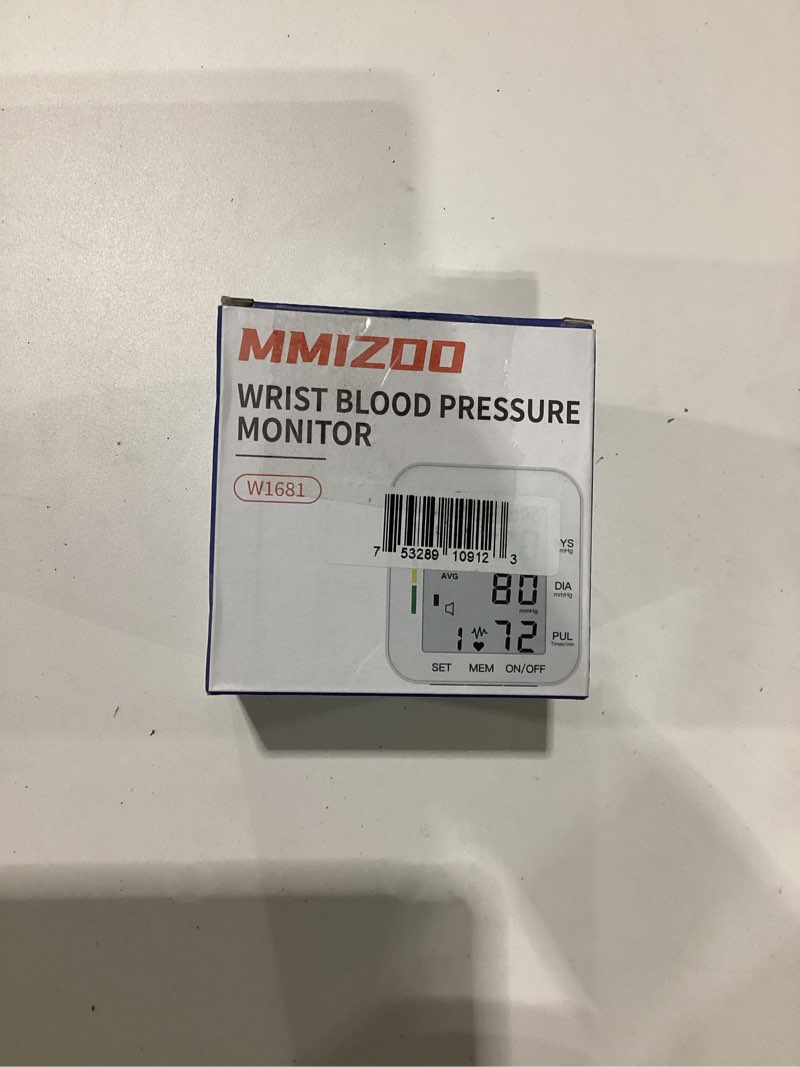 MMIZOO
WRIST BLOOD PRESSURE
MONITOR
W1681
7 53289 10912 3
YS
mHg
AVG
80
DIA
mmHg
mmHg
1 72
PUL
Times/min
SET MEM ON/OFF